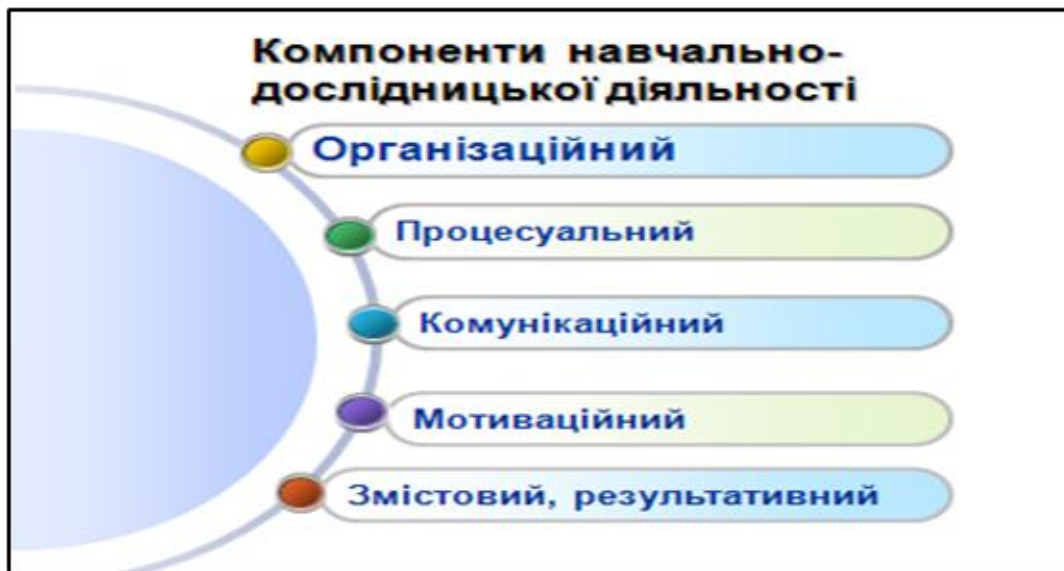 Компоненти навчально-
дослідницької діяльності
Організаційний
Процесуальний
Комунікаційний
Мотиваційний
Змістовий, результативний